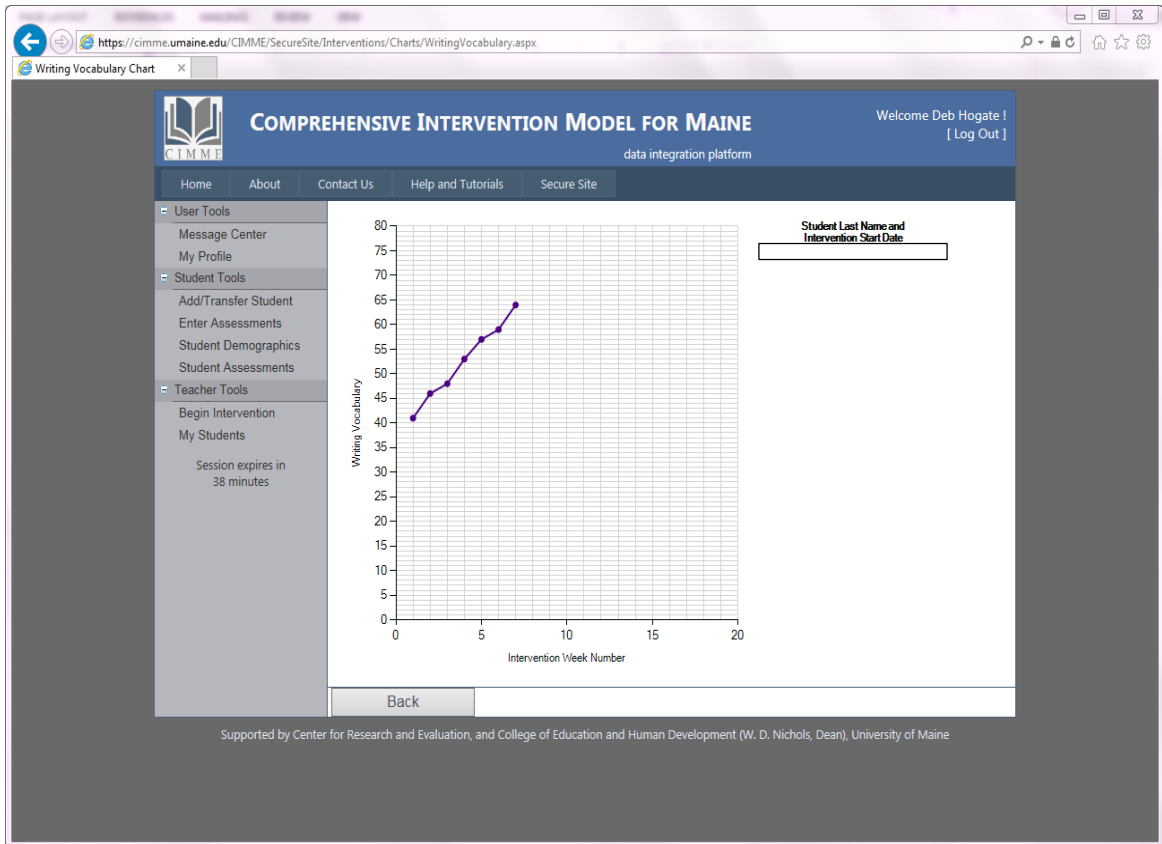 https://cimme.umaine.edu/CIMME/SecureSite/Interventions/Charts/WritingVocabulary.aspx
Writing Vocabulary Chart
CIMME
COMPREHENSIVE INTERVENTION MODEL FOR MAINE
data integration platform
Welcome Deb Hogate !
[ Log Out ]
Home About Contact Us Help and Tutorials Secure Site
User Tools
Message Center
My Profile
Student Tools
Add/Transfer Student
Enter Assessments
Student Demographics
Student Assessments
Teacher Tools
Begin Intervention
My Students
Session expires in
38 minutes
80
75
70
65
60
55
50
45
40
35
30
25
20
15
10
5
0
Writing Vocabulary
0 5 10 15 20
Intervention Week Number
Student Last Name and
Intervention Start Date
Back
Supported by Center for Research and Evaluation, and College of Education and Human Development (W. D. Nichols, Dean), University of Maine